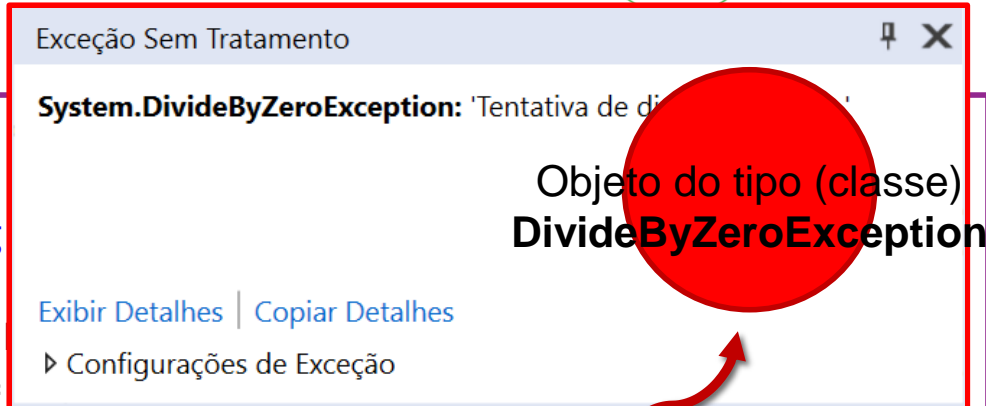 Exceção Sem Tratamento
System.DivideByZeroException: 'Tentativa de di
Objeto do tipo (classe)
DivideByZeroException
Exibir Detalhes | Copiar Detalhes
Configurações de Exceção